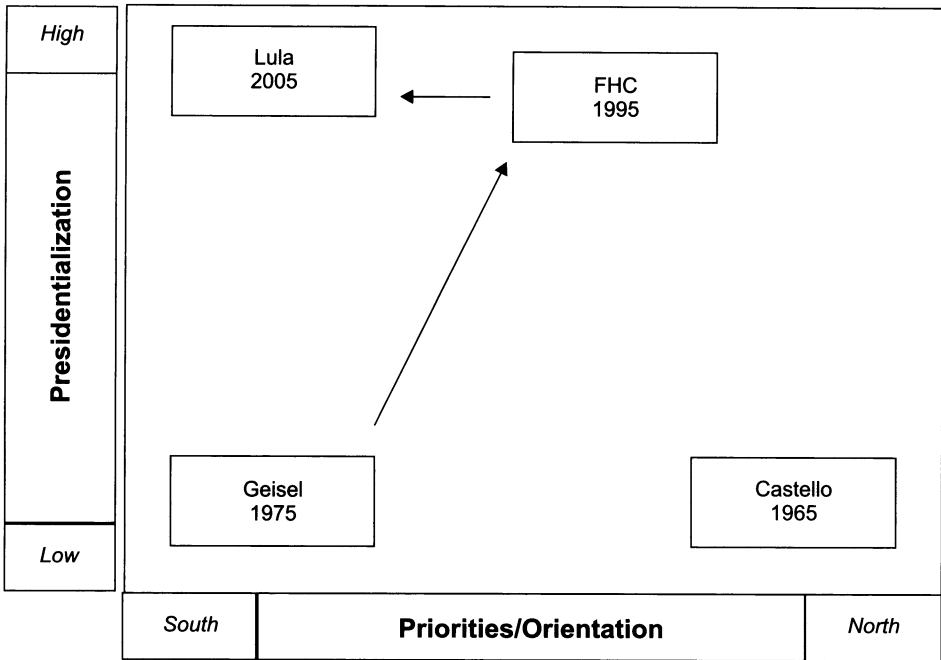 High
Lula
2005
FHC
1995
Presidentialization
Geisel
1975
Castello
1965
Low
South
Priorities/Orientation
North